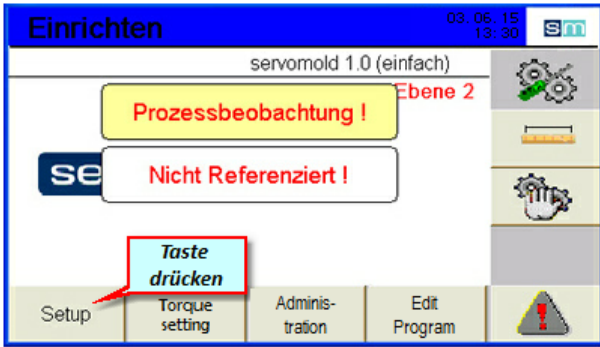 Einrichten
03. 06. 15
13: 30
sm
servomold 1.0 (einfach)
Ebene 2
Prozessbeobachtung !
se
Nicht Referenziert !
Taste
drücken
Setup
Torque
setting
Adminis-
tration
Edit
Program
!